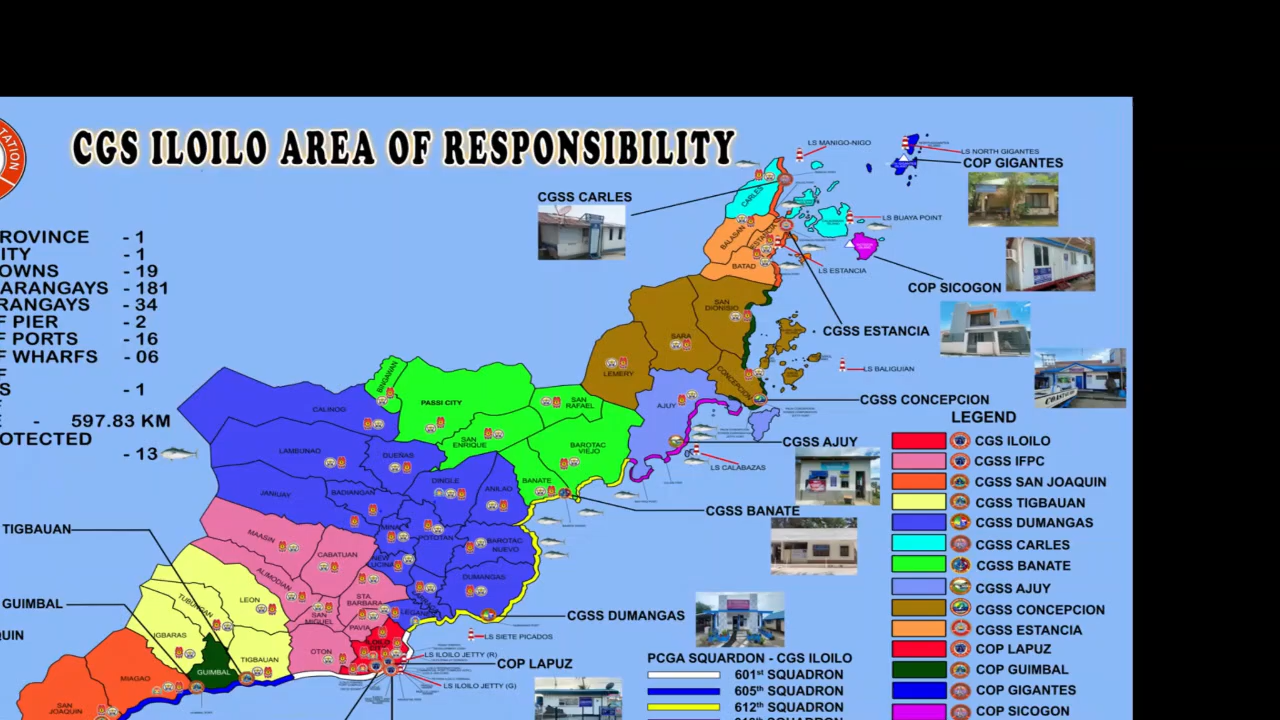 TATION
CGS ILOILO AREA OF RESPONSIBILITY
ROVINCE - 1
ITY - 1
OWNS - 19
ARANGAYS - 181
RANGAYS - 34
F PIER - 2
F PORTS - 16
F WHARFS - 06
F
S - 1
E - 597.83 KM
OTECTED
- 13
TIGBAUAN
GUIMBAL
QUIN
LS MANIGO-NIGO
LS NORTH GIGANTES
COP GIGANTES
CGSS CARLES
CARLES
LS BUAYA POINT
BALASAN
ESTANCIA
BATAD
LS ESTANCIA
COP SICOGON
SAN DIONISIO
CGSS ESTANCIA
SARA
LEMERY
CONCEPCION
LS BALIGUIAN
CGSS CONCEPCION
BINGAWAN
PASSI CITY
SAN RAFAEL
AJUY
CALINOG
SAN ENRIQUE
BAROTAC VIEJO
CGSS AJUY
LAMBUNAO
DUEÑAS
LS CALABAZAS
DINGLE
ANILAO
BANATE
JANIUAY
BADIANGAN
CGSS BANATE
MINA
POTOTAN
MAASIN
CABATUAN
NEW LUCENA
BAROTAC NUEVO
ALIMODIAN
DUMANGAS
TUBUNGAN
LEON
STA. BARBARA
SAN MIGUEL
LEGANES
CGSS DUMANGAS
PAVIA
IGBARAS
LS SIETE PICADOS
OTON
LS ILOILO JETTY (R)
TIGBAUAN
COP LAPUZ
GUIMBAL
MIAGAO
LS ILOILO JETTY (G)
SAN JOAQUIN
PCGA SQUARDON - CGS ILOILO
601st SQUADRON
605th SQUADRON
612th SQUADRON
LEGEND
CGS ILOILO
CGSS IFPC
CGSS SAN JOAQUIN
CGSS TIGBAUAN
CGSS DUMANGAS
CGSS CARLES
CGSS BANATE
CGSS AJUY
CGSS CONCEPCION
CGSS ESTANCIA
COP LAPUZ
COP GUIMBAL
COP GIGANTES
COP SICOGON